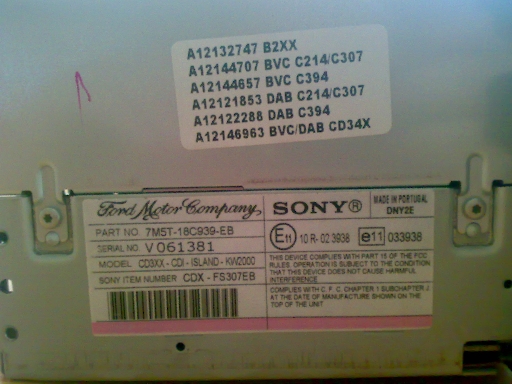 A12132747 B2XX
A12144707 BVC C214/C307
A12144657 BVC C394
A12121853 DAB C214/C307
A12122288 DAB C394
A12146963 BVC/DAB CD34X
Ford Motor Company,
SONY®
MADE IN PORTUGAL
DNY2E
PART NO. 7M5T-18C939-EB
SERIAL NO. V061381
MODEL CD3XX - CDI - ISLAND - KW2000
SONY ITEM NUMBER CDX - FS307EB
E11 10 R- 02 3938 e11 033938
THIS DEVICE COMPLIES WITH PART 15 OF THE FCC
RULES. OPERATION IS SUBJECT TO THE CONDITION
THAT THIS DEVICE DOES NOT CAUSE HARMFUL
INTERFERENCE
COMPLIES WITH C. F. C. CHAPTER 1 SUBCHAPTER J
AT THE DATE OF MANUFACTURE SHOWN ON THE
TOP OF THE UNIT